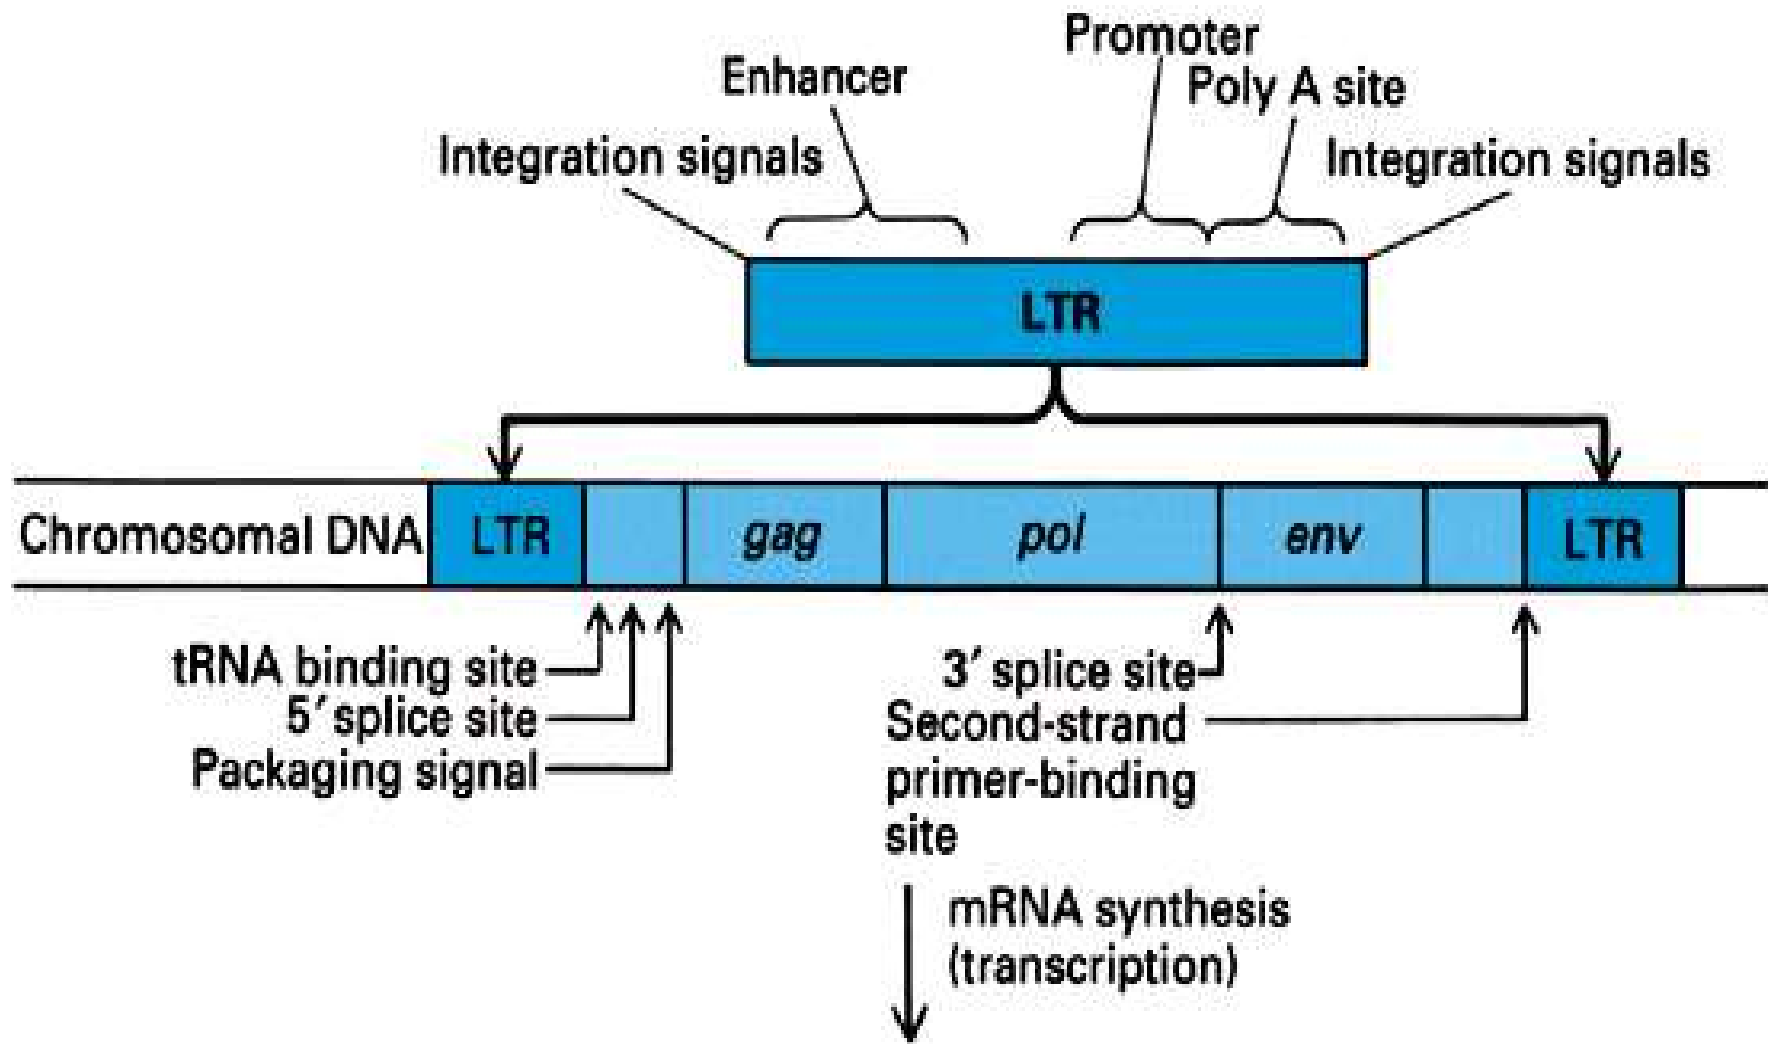 Promoter
Enhancer
Poly A site
Integration signals
Integration signals
LTR
Chromosomal DNA
LTR
gag
pol
env
LTR
tRNA binding site
5′ splice site
Packaging signal
3′ splice site
Second-strand
primer-binding
site
mRNA synthesis
(transcription)